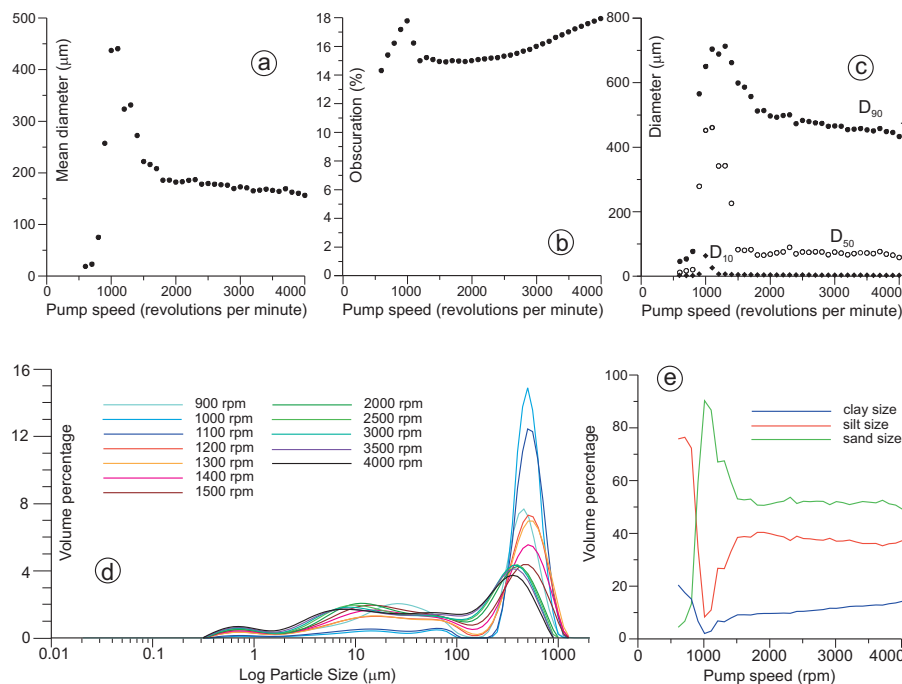 500
400
300
200
100
0
Mean diameter (μm)
a
0 1000 2000 3000 4000
Pump speed (revolutions per minute)
18
16
14
12
10
8
6
4
2
0
Obscuration (%)
b
0 1000 2000 3000 4000
Pump speed (revolutions per minute)
800
600
400
200
0
Diameter (μm)
c
D90
D50
D10
0 1000 2000 3000 4000
Pump speed (revolutions per minute)
16
12
8
4
0
Volume percentage
900 rpm
1000 rpm
1100 rpm
1200 rpm
1300 rpm
1400 rpm
1500 rpm
2000 rpm
2500 rpm
3000 rpm
3500 rpm
4000 rpm
d
0.01 0.1 1 10 100 1000
Log Particle Size (μm)
100
80
60
40
20
0
Volume percentage
e
clay size
silt size
sand size
0 1000 2000 3000 4000
Pump speed (rpm)